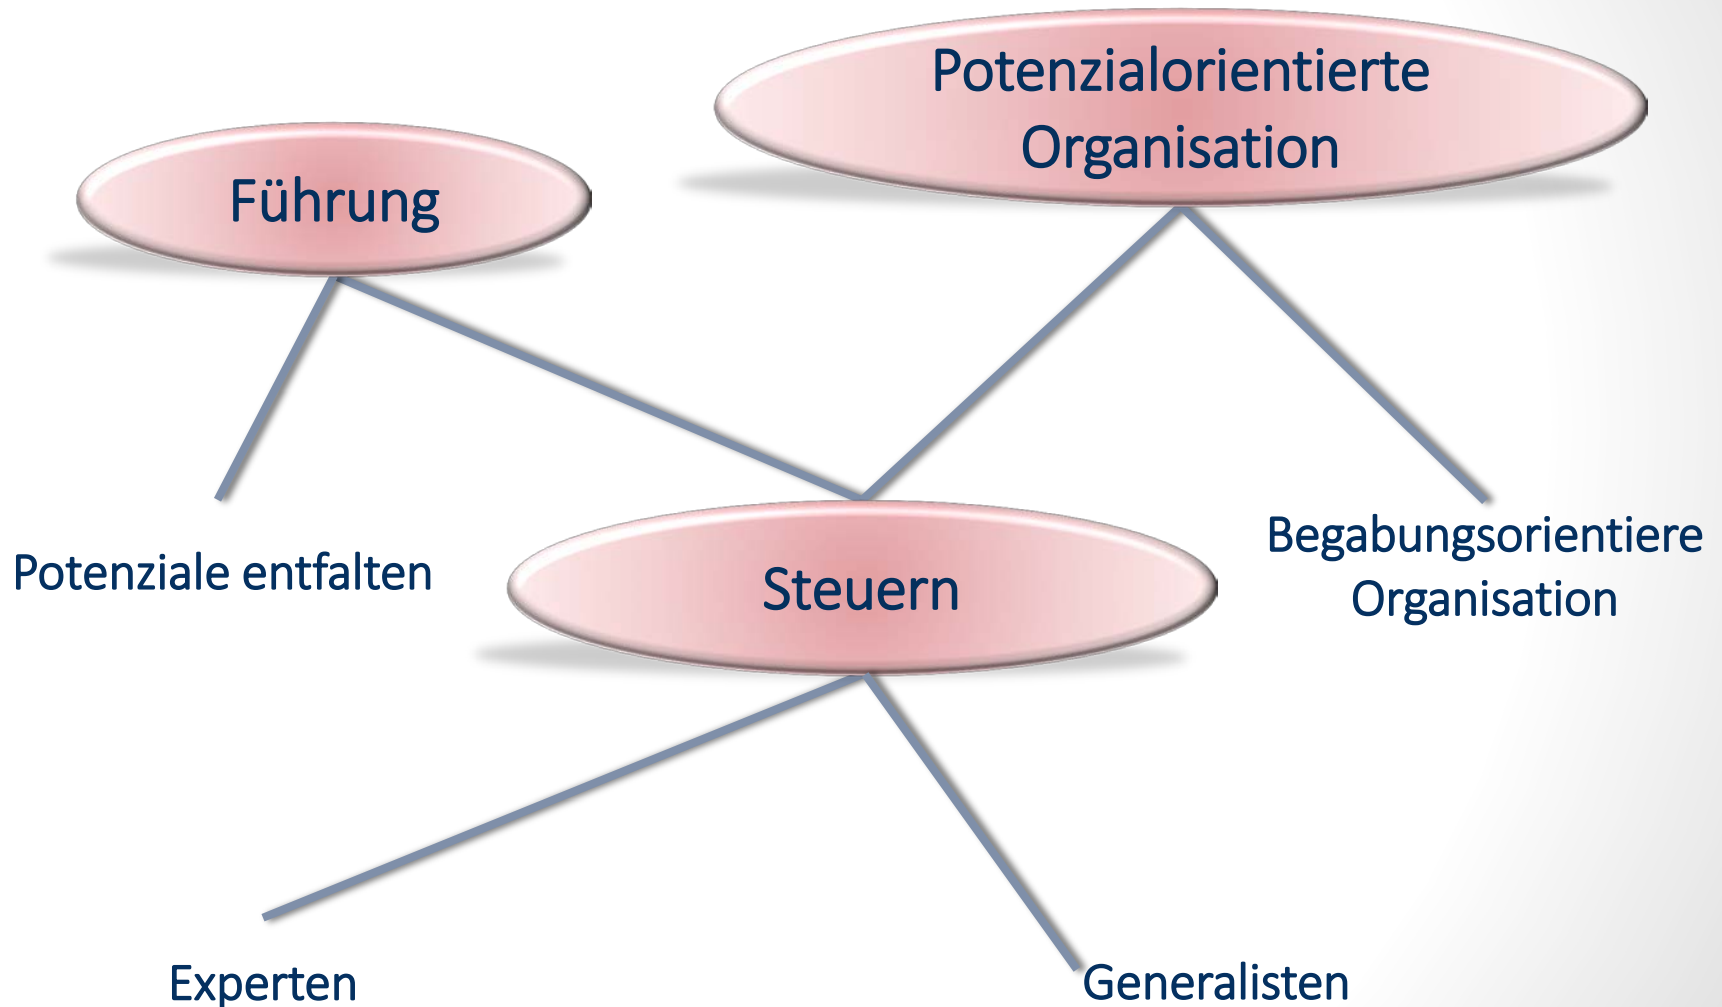 Potenzialorientierte
Organisation
Führung
Potenziale entfalten
Steuern
Begabungsorientiere
Organisation
Experten
Generalisten